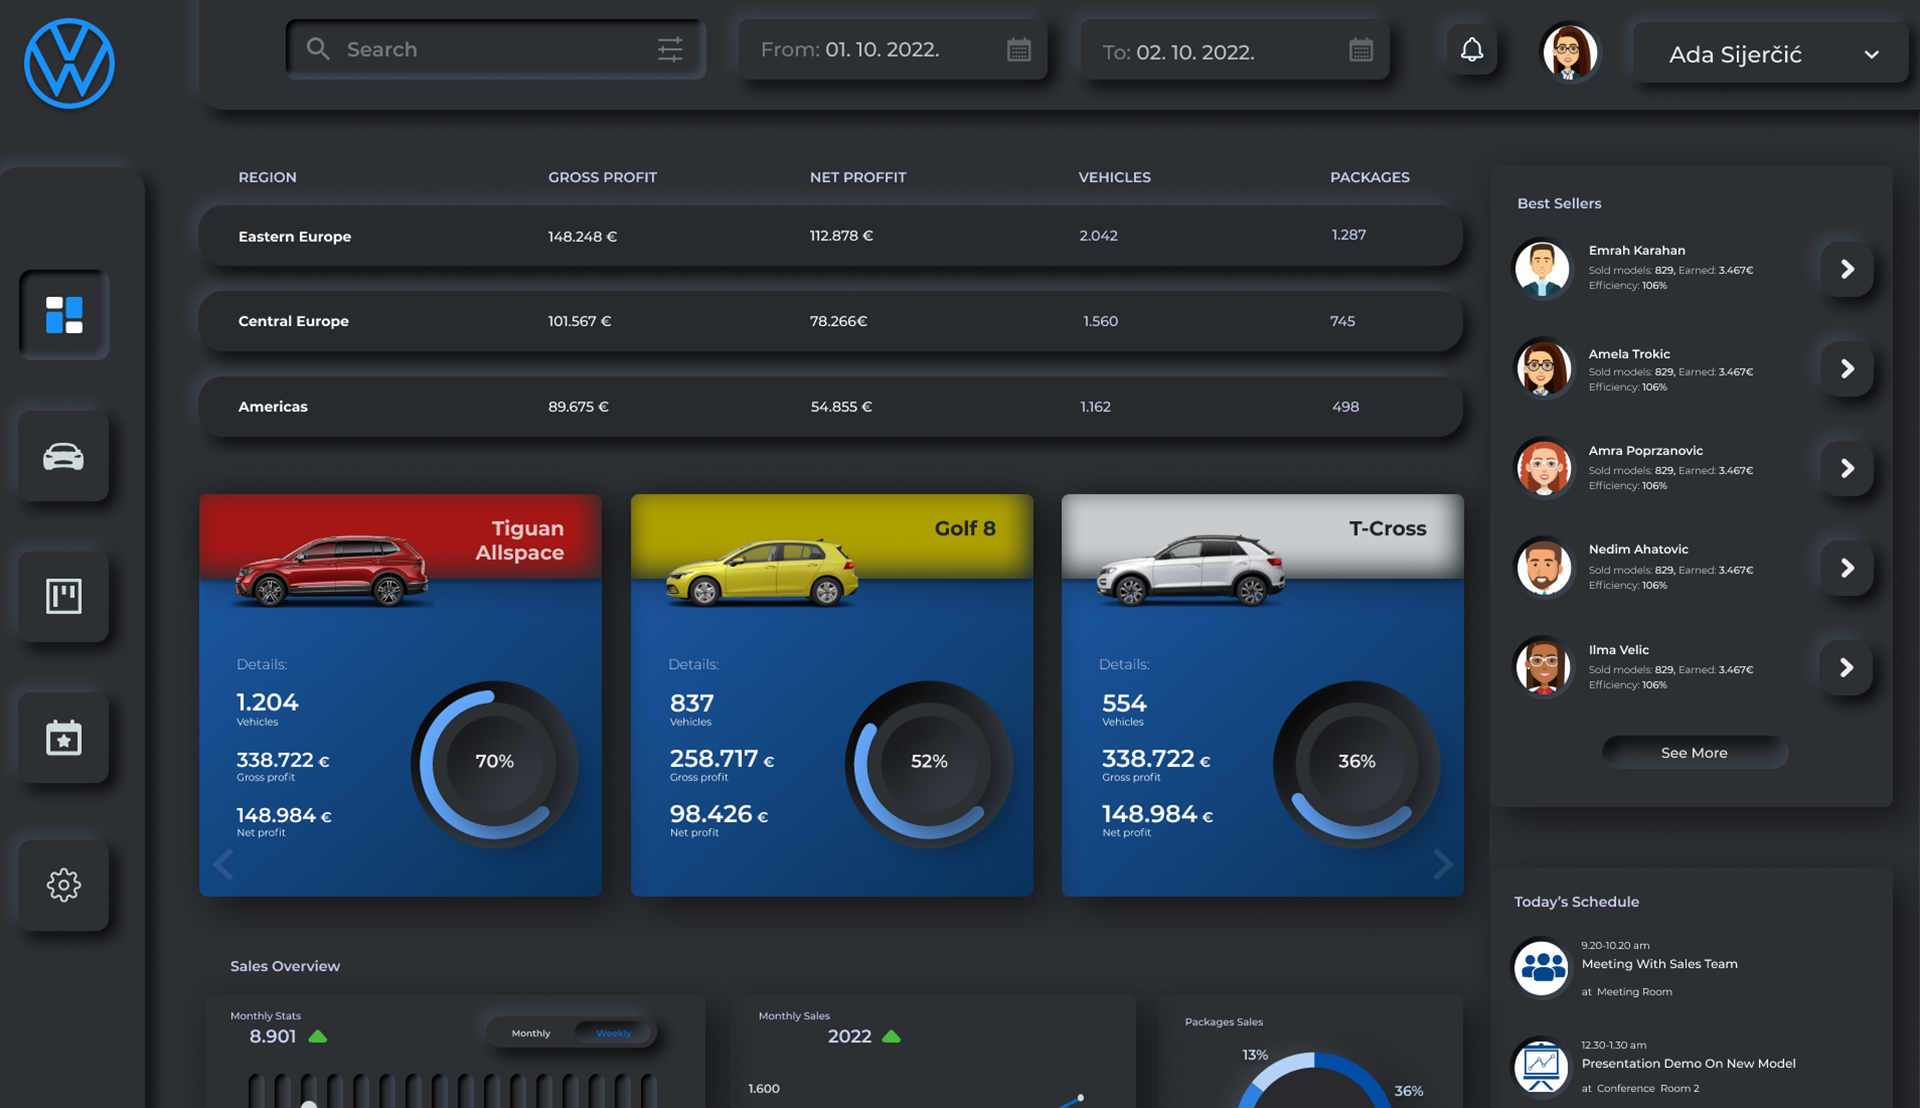 Search
From: 01. 10. 2022.
To: 02. 10. 2022.
Ada Sijerčić
REGION GROSS PROFIT NET PROFFIT VEHICLES PACKAGES
Eastern Europe 148.248 € 112.878 € 2.042 1.287
Central Europe 101.567 € 78.266€ 1.560 745
Americas 89.675 € 54.855 € 1.162 498
Tiguan
Allspace
Details:
1.204
Vehicles
338.722 €
Gross profit
148.984 €
Net profit
70%
Golf 8
Details:
837
Vehicles
258.717 €
Gross profit
98.426 €
Net profit
52%
T-Cross
Details:
554
Vehicles
338.722 €
Gross profit
148.984 €
Net profit
36%
Best Sellers
Emrah Karahan
Sold models: 829, Earned: 3.467€
Efficiency: 106%
Amela Trokic
Sold models: 829, Earned: 3.467€
Efficiency: 106%
Amra Poprzanovic
Sold models: 829, Earned: 3.467€
Efficiency: 106%
Nedim Ahatovic
Sold models: 829, Earned: 3.467€
Efficiency: 106%
Ilma Velic
Sold models: 829, Earned: 3.467€
Efficiency: 106%
See More
Today's Schedule
9.20-10.20 am
Meeting With Sales Team
at Meeting Room
12.30-1.30 am
Presentation Demo On New Model
at Conference Room 2
Sales Overview
Monthly Stats
8.901
Monthly Weekly
Monthly Sales
2022
1.600
Packages Sales
13%
36%